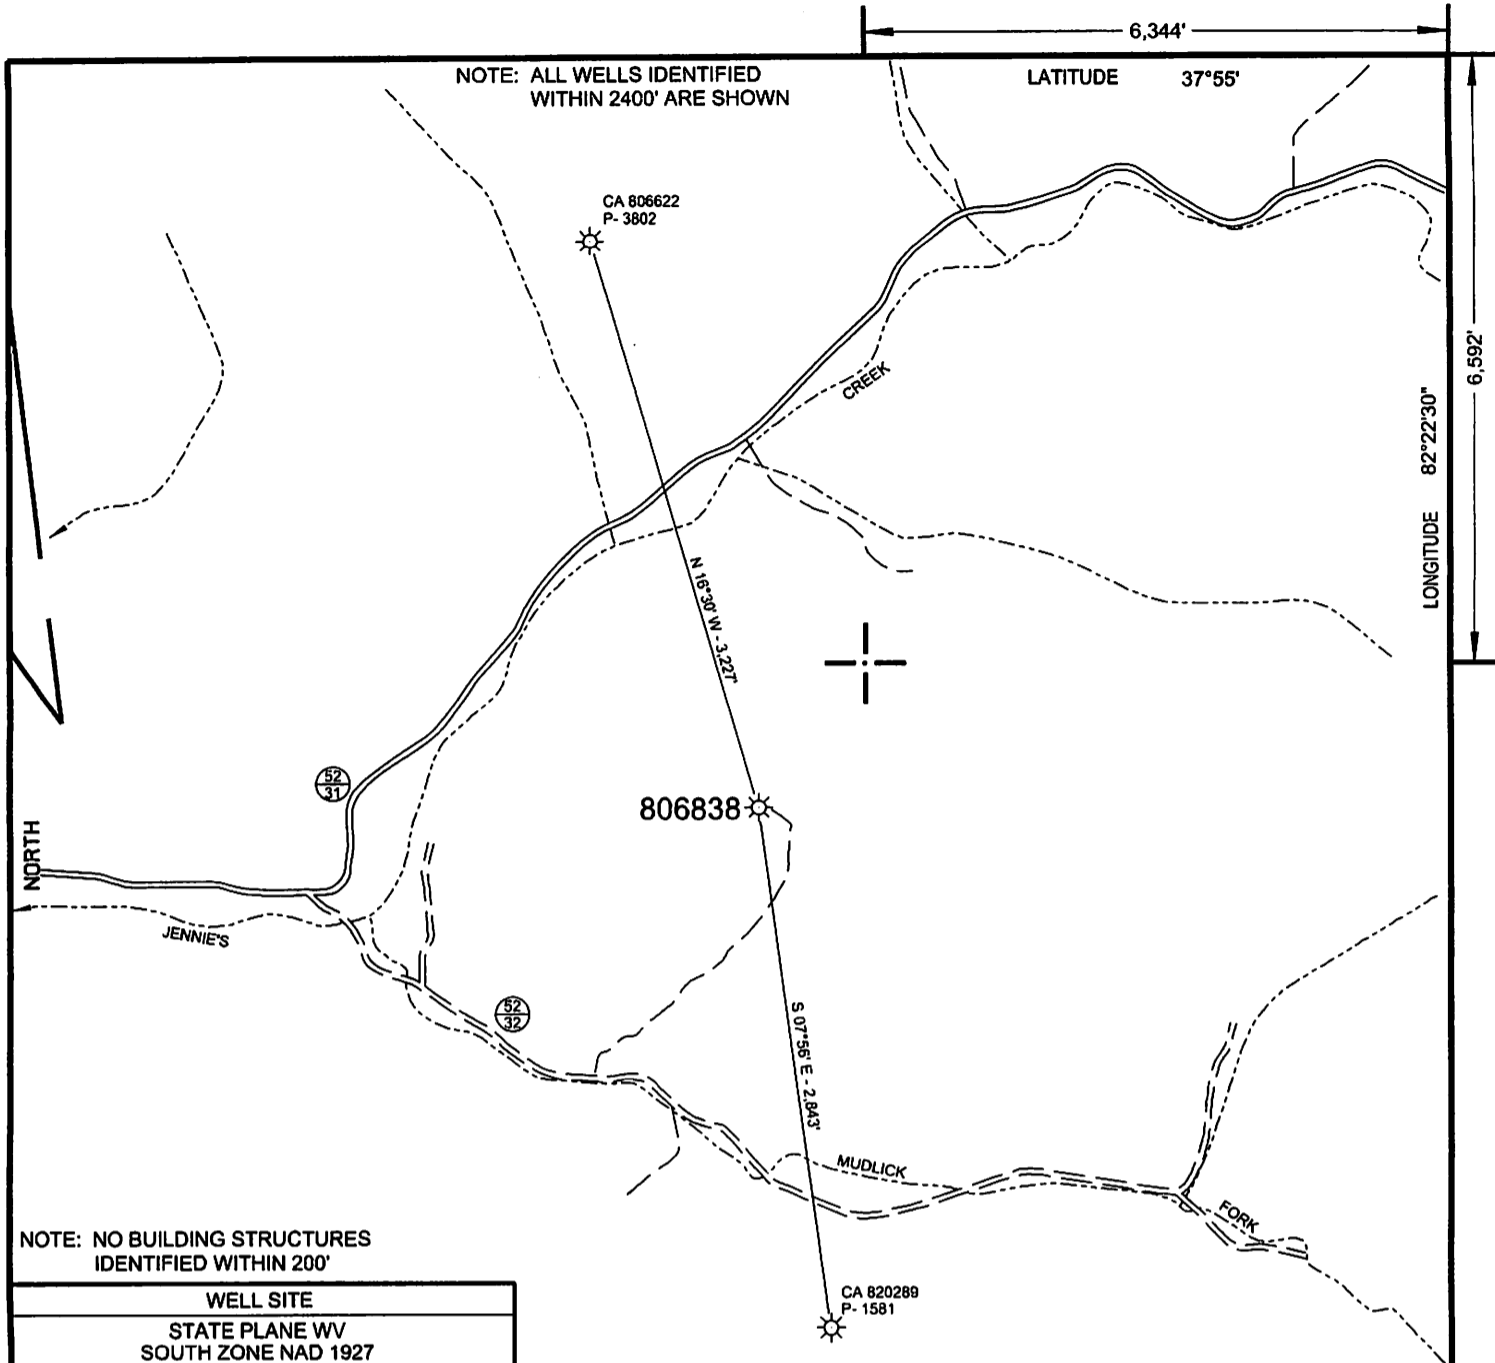 6,344'
NOTE: ALL WELLS IDENTIFIED
WITHIN 2400' ARE SHOWN
LATITUDE 37°55'
CA 806622
P- 3802
6,592'
CREEK
LONGITUDE 82°22'30"
N 16°30' W - 3,227'
52
31
806838
NORTH
JENNIE'S
52
32
S 07°56' E - 2,843'
MUDLICK
FORK
NOTE: NO BUILDING STRUCTURES
IDENTIFIED WITHIN 200'
CA 820289
P- 1581
WELL SITE
STATE PLANE WV
SOUTH ZONE NAD 1927